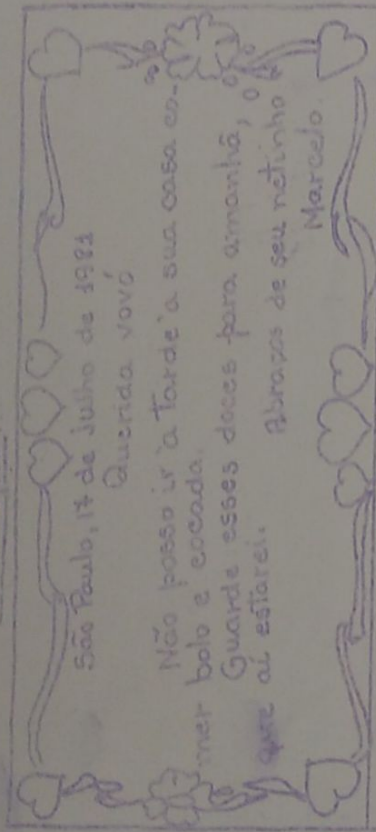 São Paulo, 17 de Julho de 1981
Querida vovó
Não posso ir à tarde à sua casa co-
mer bolo e cocada.
Guarde esses doces para amanhã,
que aí estarei.
Abraços de seu netinho
Marcelo.